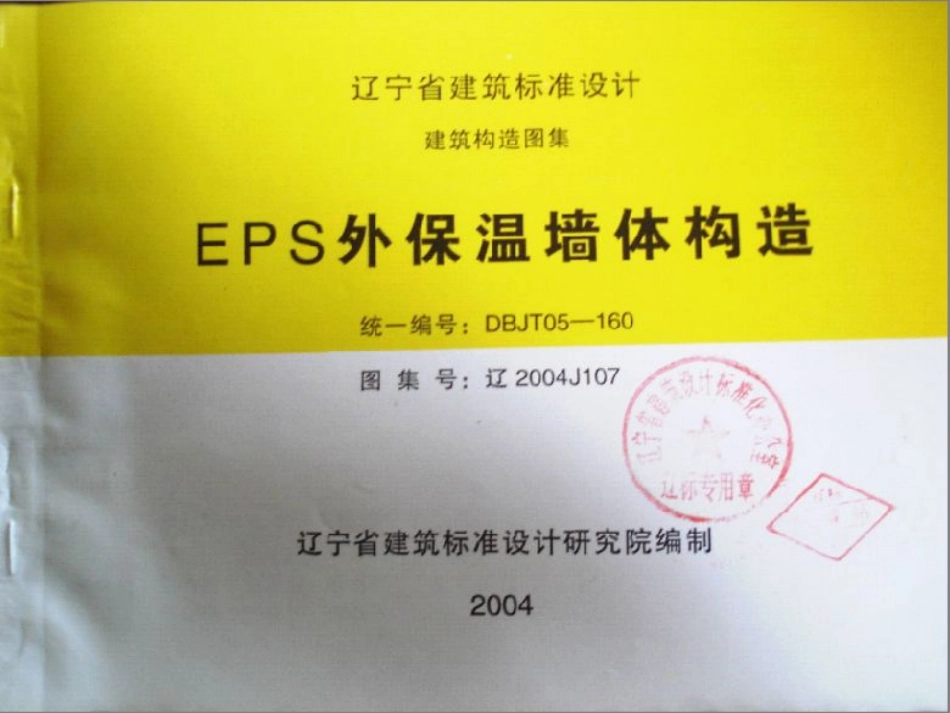 辽宁省建筑标准设计
建筑构造图集
EPS外保温墙体构造
统一编号：DBJT05—160
图 集 号：辽 2004J107
辽标专用章
辽宁省建筑标准设计研究院编制
2004